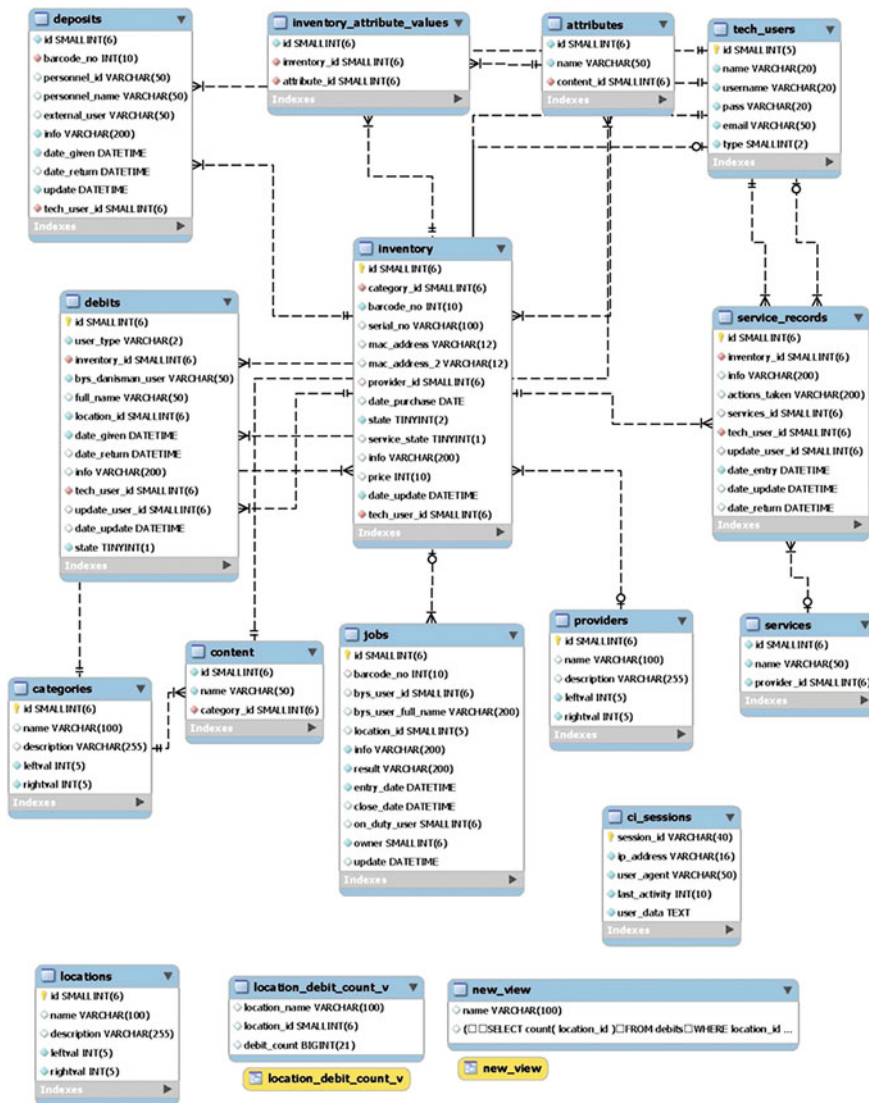 deposits
id SMALLINT(6)
barcode_no INT(10)
personnel_id VARCHAR(50)
personnel_name VARCHAR(50)
external_user VARCHAR(50)
info VARCHAR(200)
date_given DATETIME
date_return DATETIME
update DATETIME
tech_user_id SMALLINT(6)
Indexes
inventory_attribute_values
id SMALLINT(6)
inventory_id SMALLINT(6)
attribute_id SMALLINT(6)
Indexes
attributes
id SMALLINT(6)
name VARCHAR(50)
content_id SMALLINT(6)
Indexes
tech_users
id SMALLINT(5)
name VARCHAR(20)
username VARCHAR(20)
pass VARCHAR(20)
email VARCHAR(50)
type SMALLINT(2)
Indexes
inventory
id SMALLINT(6)
category_id SMALLINT(6)
barcode_no INT(10)
serial_no VARCHAR(100)
mac_address VARCHAR(12)
mac_address_2 VARCHAR(12)
provider_id SMALLINT(6)
date_purchase DATE
state TINYINT(2)
service_state TINYINT(1)
info VARCHAR(200)
price INT(10)
date_update DATETIME
tech_user_id SMALLINT(6)
Indexes
debits
id SMALLINT(6)
user_type VARCHAR(2)
inventory_id SMALLINT(6)
bys_danisman_user VARCHAR(50)
full_name VARCHAR(50)
location_id SMALLINT(6)
date_given DATETIME
date_return DATETIME
info VARCHAR(200)
tech_user_id SMALLINT(6)
update_user_id SMALLINT(6)
date_update DATETIME
state TINYINT(1)
Indexes
service_records
id SMALLINT(6)
inventory_id SMALLINT(6)
info VARCHAR(200)
actions_taken VARCHAR(200)
services_id SMALLINT(6)
tech_user_id SMALLINT(6)
update_user_id SMALLINT(6)
date_entry DATETIME
date_update DATETIME
date_return DATETIME
Indexes
categories
id SMALLINT(6)
name VARCHAR(100)
description VARCHAR(255)
leftval INT(5)
rightval INT(5)
Indexes
content
id SMALLINT(6)
name VARCHAR(50)
category_id SMALLINT(6)
Indexes
jobs
id SMALLINT(6)
barcode_no INT(10)
bys_user_id SMALLINT(6)
bys_user_full_name VARCHAR(200)
location_id SMALLINT(5)
info VARCHAR(200)
result VARCHAR(200)
entry_date DATETIME
close_date DATETIME
on_duty_user SMALLINT(6)
owner SMALLINT(6)
update DATETIME
Indexes
providers
id SMALLINT(6)
name VARCHAR(100)
description VARCHAR(255)
leftval INT(5)
rightval INT(5)
Indexes
services
id SMALLINT(6)
name VARCHAR(50)
provider_id SMALLINT(6)
Indexes
ci_sessions
session_id VARCHAR(40)
ip_address VARCHAR(16)
user_agent VARCHAR(50)
last_activity INT(10)
user_data TEXT
Indexes
locations
id SMALLINT(6)
name VARCHAR(100)
description VARCHAR(255)
leftval INT(5)
rightval INT(5)
Indexes
location_debit_count_v
location_name VARCHAR(100)
location_id SMALLINT(6)
debit_count BIGINT(21)
location_debit_count_v
new_view
name VARCHAR(100)
(□□SELECT count( location_id )□FROM debits□WHERE location_id ...
new_view